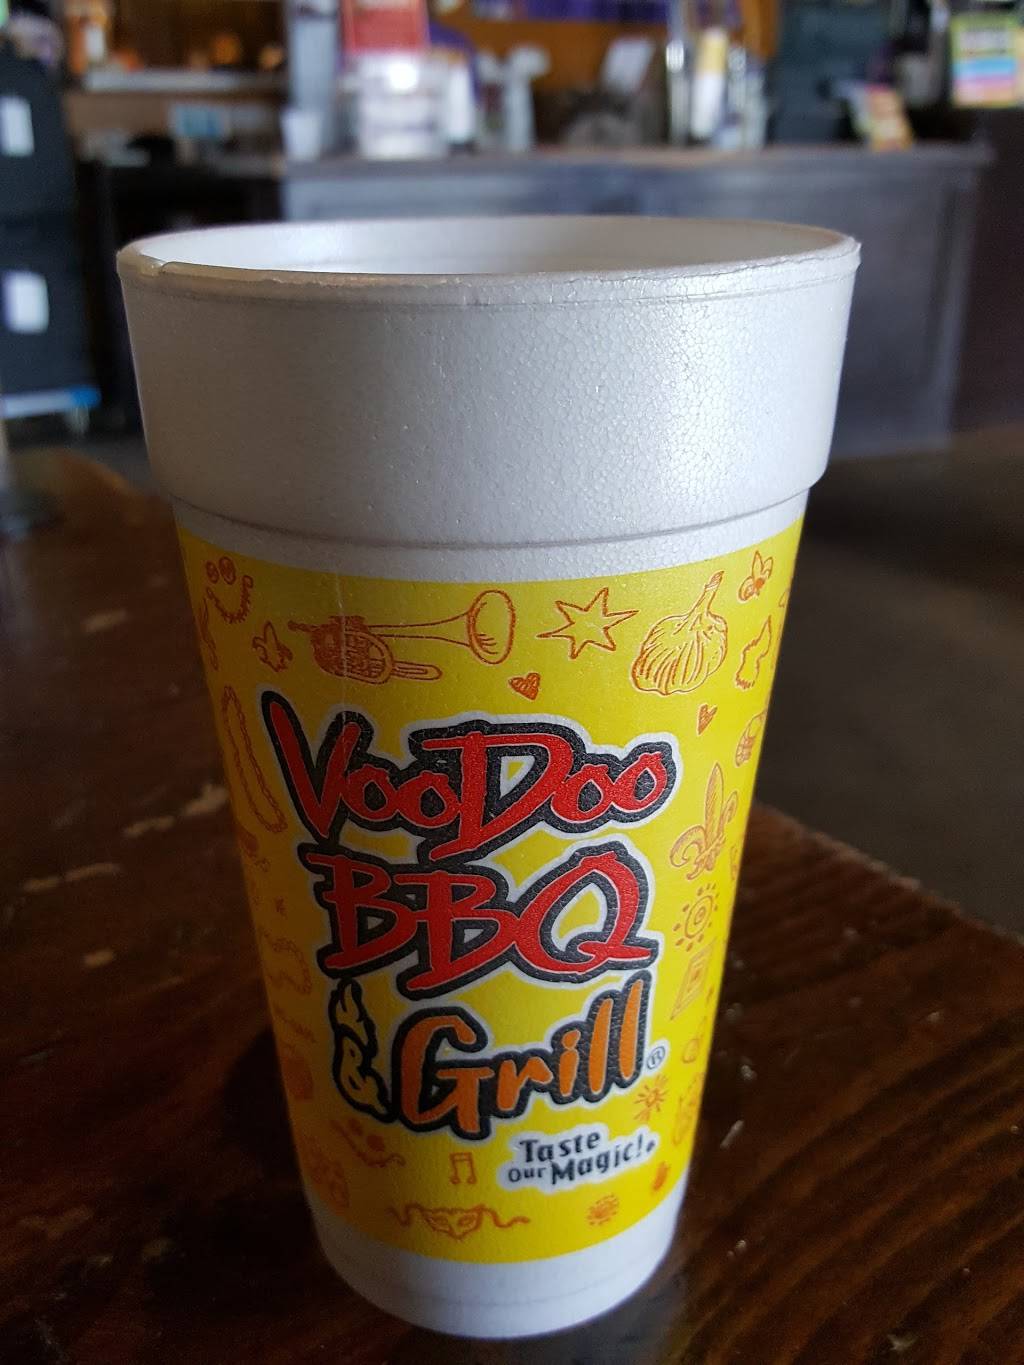 VooDoo
BBQ
& Grill®
Taste
Our Magic!